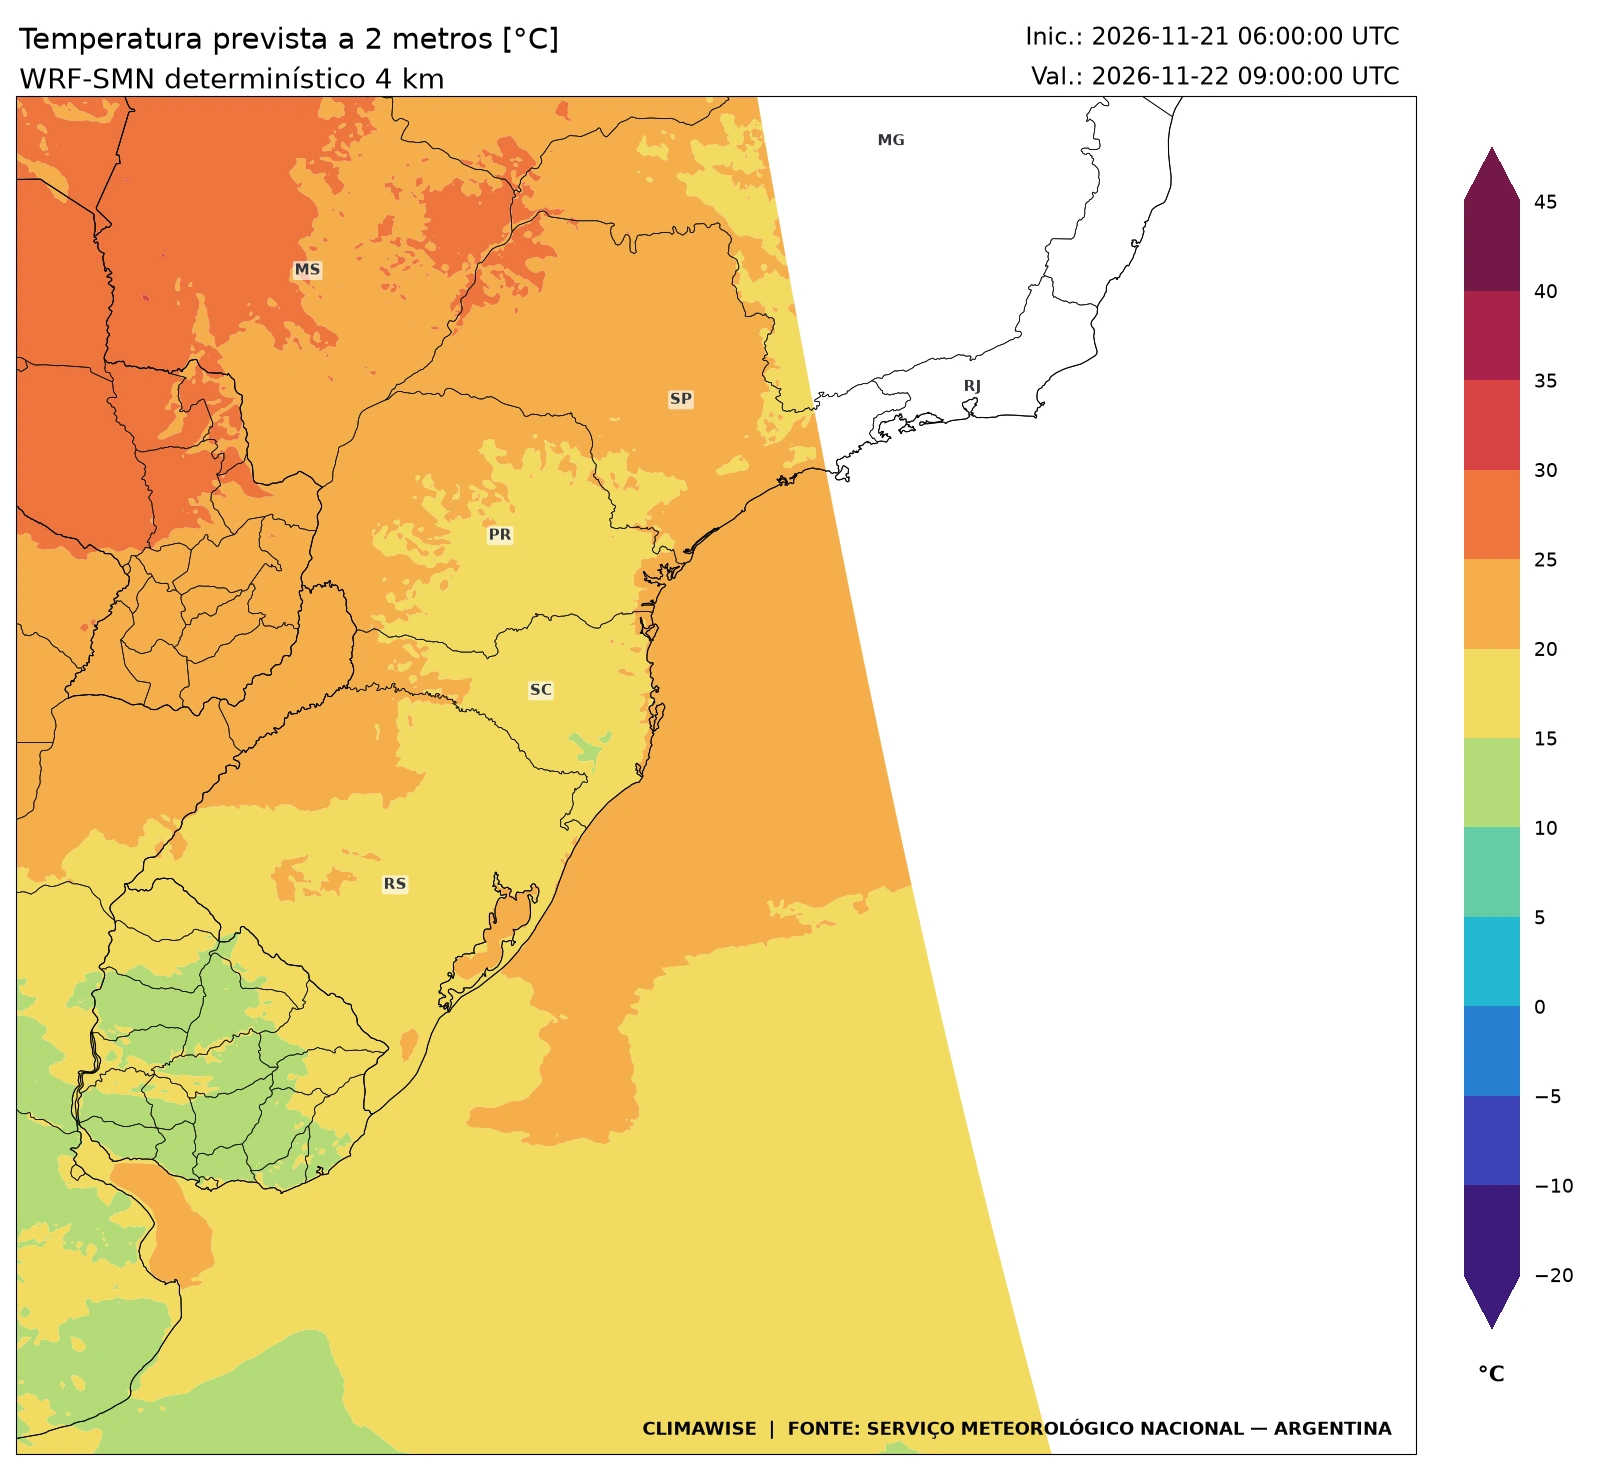 Temperatura prevista a 2 metros [°C]
WRF-SMN determinístico 4 km
Inic.: 2026-11-21 06:00:00 UTC
Val.: 2026-11-22 09:00:00 UTC
MG
MS
RJ
SP
PR
SC
RS
45
40
35
30
25
20
15
10
5
0
−5
−10
−20
°C
CLIMAWISE | FONTE: SERVIÇO METEOROLÓGICO NACIONAL — ARGENTINA